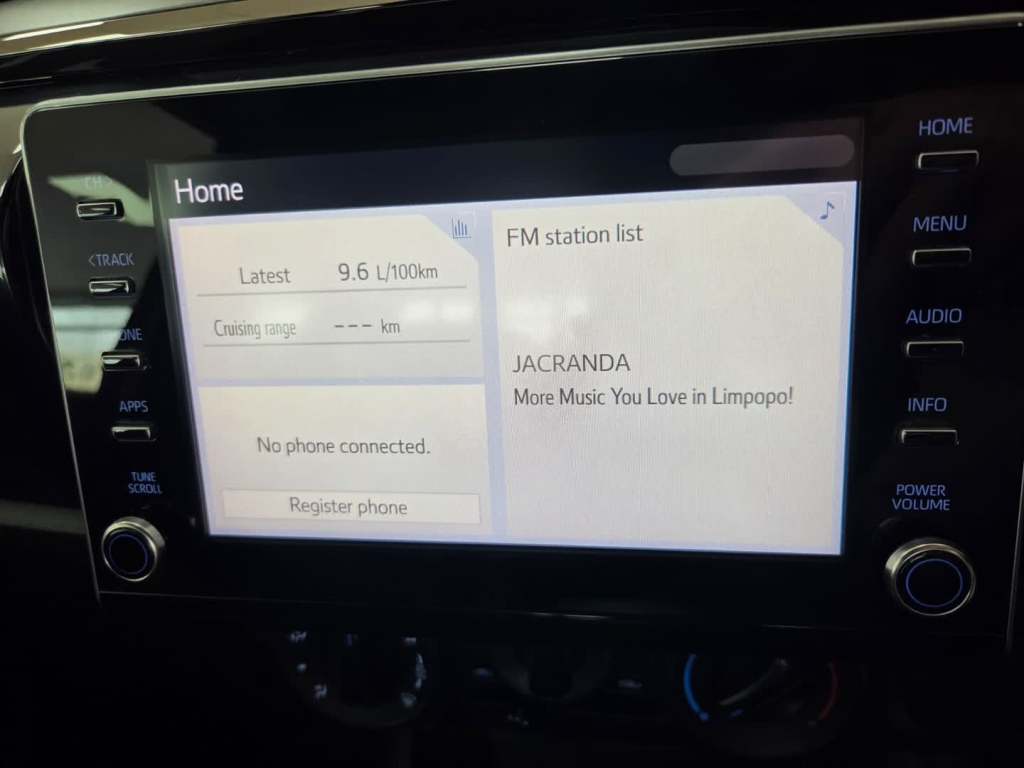 Home
Latest 9.6 L/100km
Cruising range --- km
No phone connected.
Register phone
FM station list
JACRANDA
More Music You Love in Limpopo!
<TRACK
APPS
TUNE
SCROLL
HOME
MENU
AUDIO
INFO
POWER
VOLUME